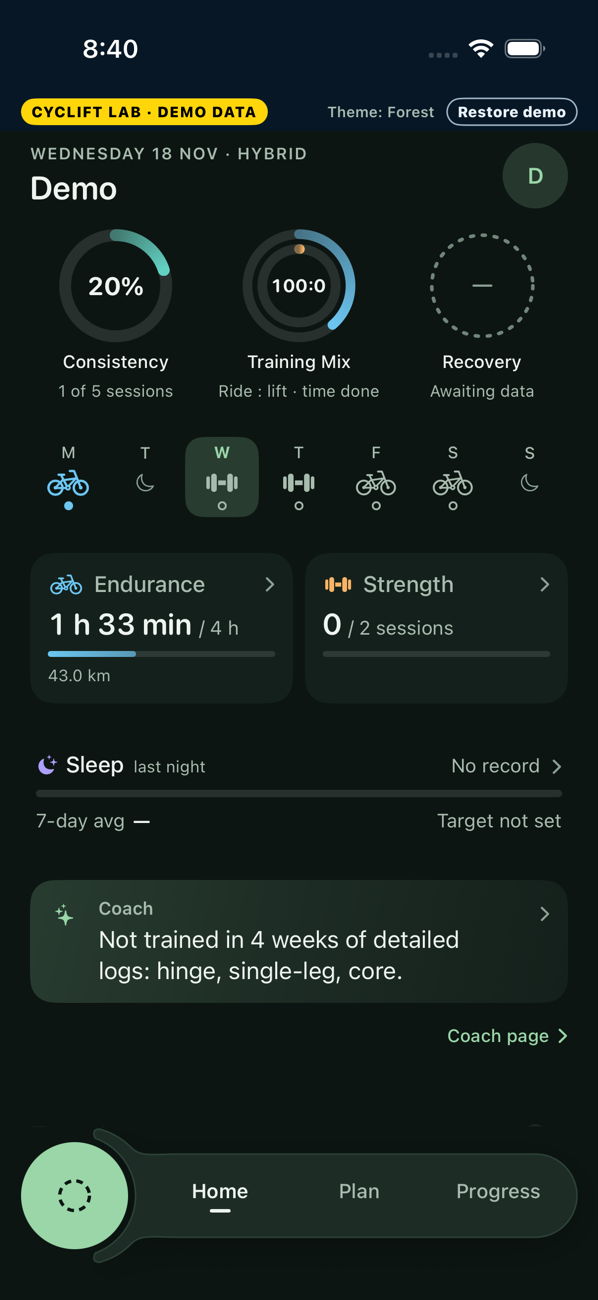 8:40
CYCLIFT LAB · DEMO DATA
Theme: Forest
Restore demo
WEDNESDAY 18 NOV · HYBRID
Demo
D
20%
100:0
—
Consistency
Training Mix
Recovery
1 of 5 sessions
Ride : lift · time done
Awaiting data
M T W T F S S
Endurance
1 h 33 min / 4 h
43.0 km
Strength
0 / 2 sessions
Sleep last night
No record
7-day avg —
Target not set
Coach
Not trained in 4 weeks of detailed
logs: hinge, single-leg, core.
Coach page
Home
Plan
Progress